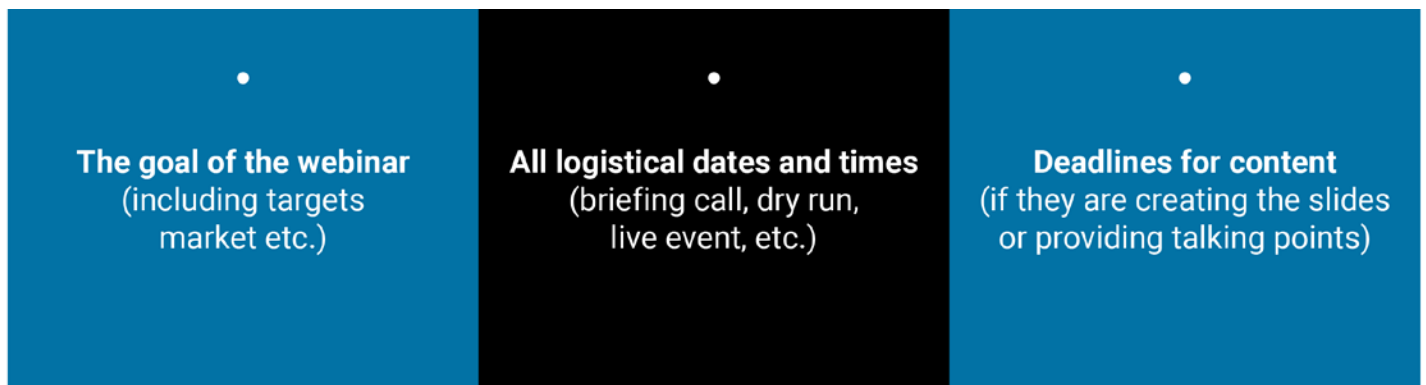 The goal of the webinar
(including targets
market etc.)
All logistical dates and times
(briefing call, dry run,
live event, etc.)
Deadlines for content
(if they are creating the slides
or providing talking points)